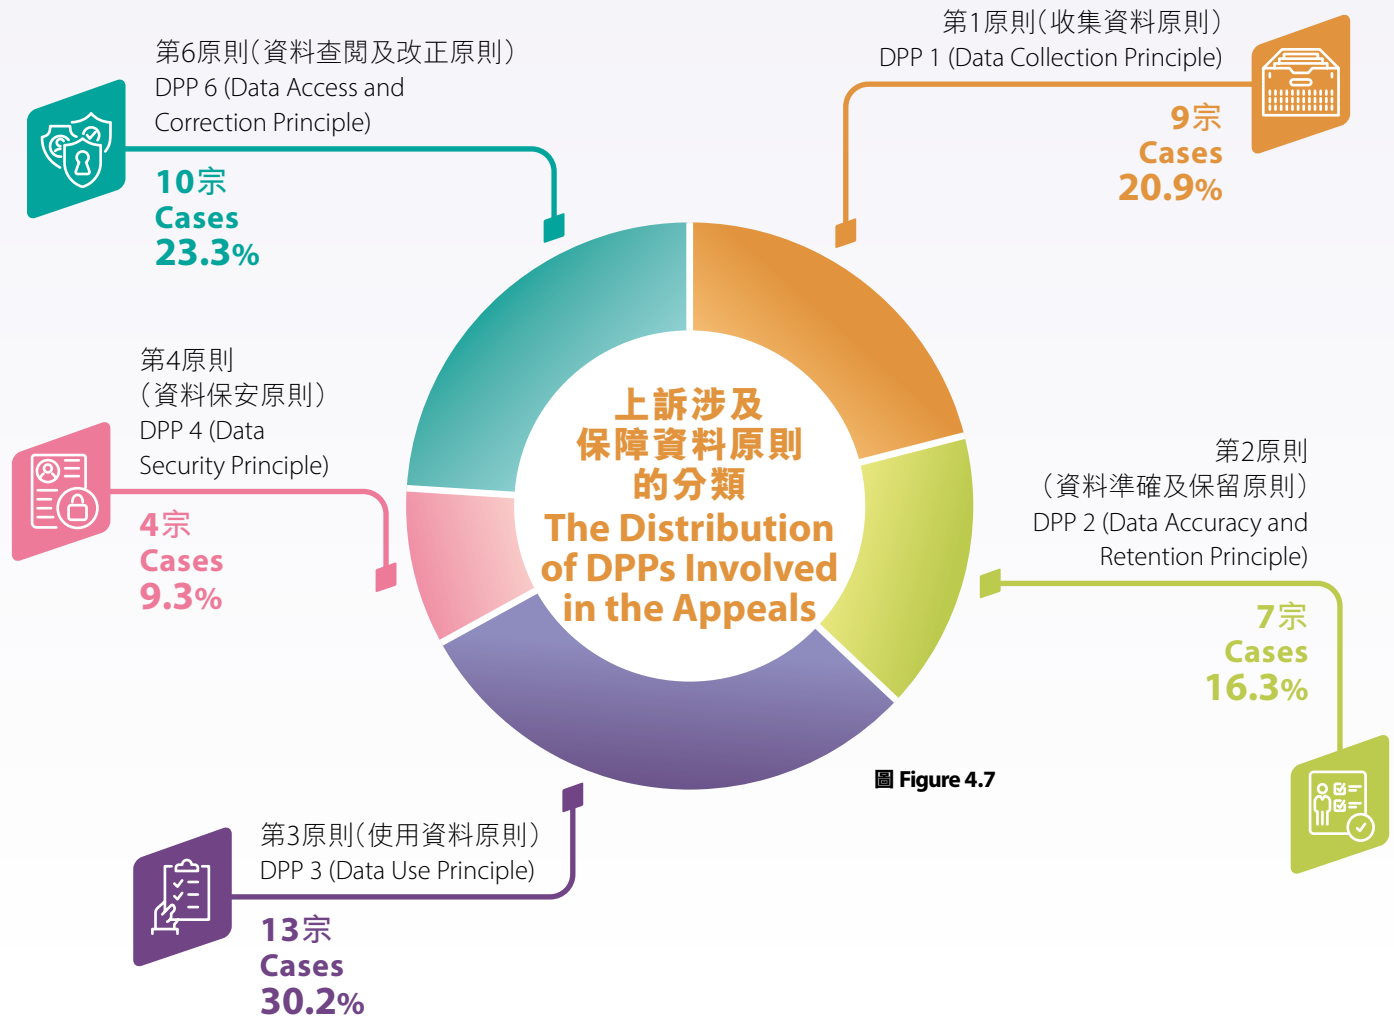 第1原則（收集資料原則）
DPP 1 (Data Collection Principle)
9宗
Cases
20.9%
第6原則（資料查閱及改正原則）
DPP 6 (Data Access and
Correction Principle)
10宗
Cases
23.3%
第4原則
（資料保安原則）
DPP 4 (Data
Security Principle)
4宗
Cases
9.3%
上訴涉及
保障資料原則
的分類
The Distribution
of DPPs Involved
in the Appeals
第2原則
（資料準確及保留原則）
DPP 2 (Data Accuracy and
Retention Principle)
7宗
Cases
16.3%
圖 Figure 4.7
第3原則（使用資料原則）
DPP 3 (Data Use Principle)
13宗
Cases
30.2%